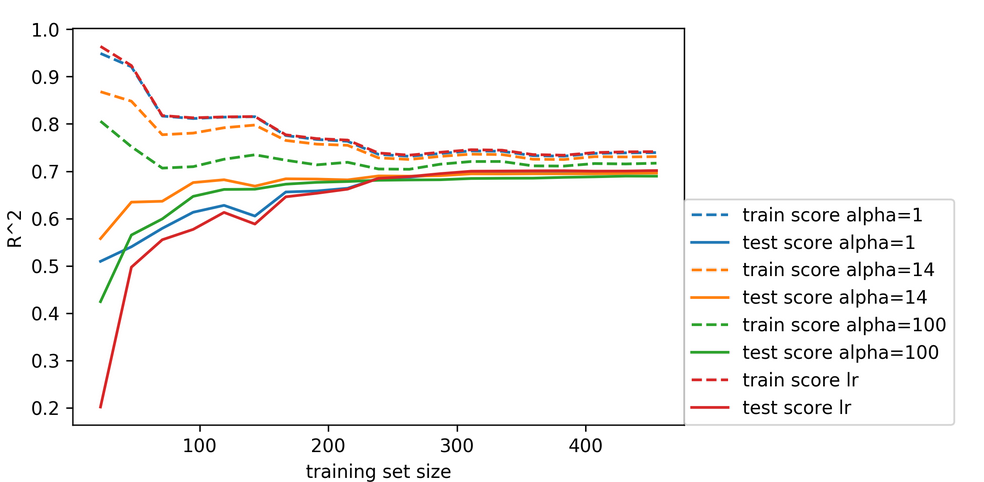 1.0
0.9
0.8
0.7
0.6
0.5
0.4
0.3
0.2
R^2
100 200 300 400
training set size
train score alpha=1
test score alpha=1
train score alpha=14
test score alpha=14
train score alpha=100
test score alpha=100
train score lr
test score lr